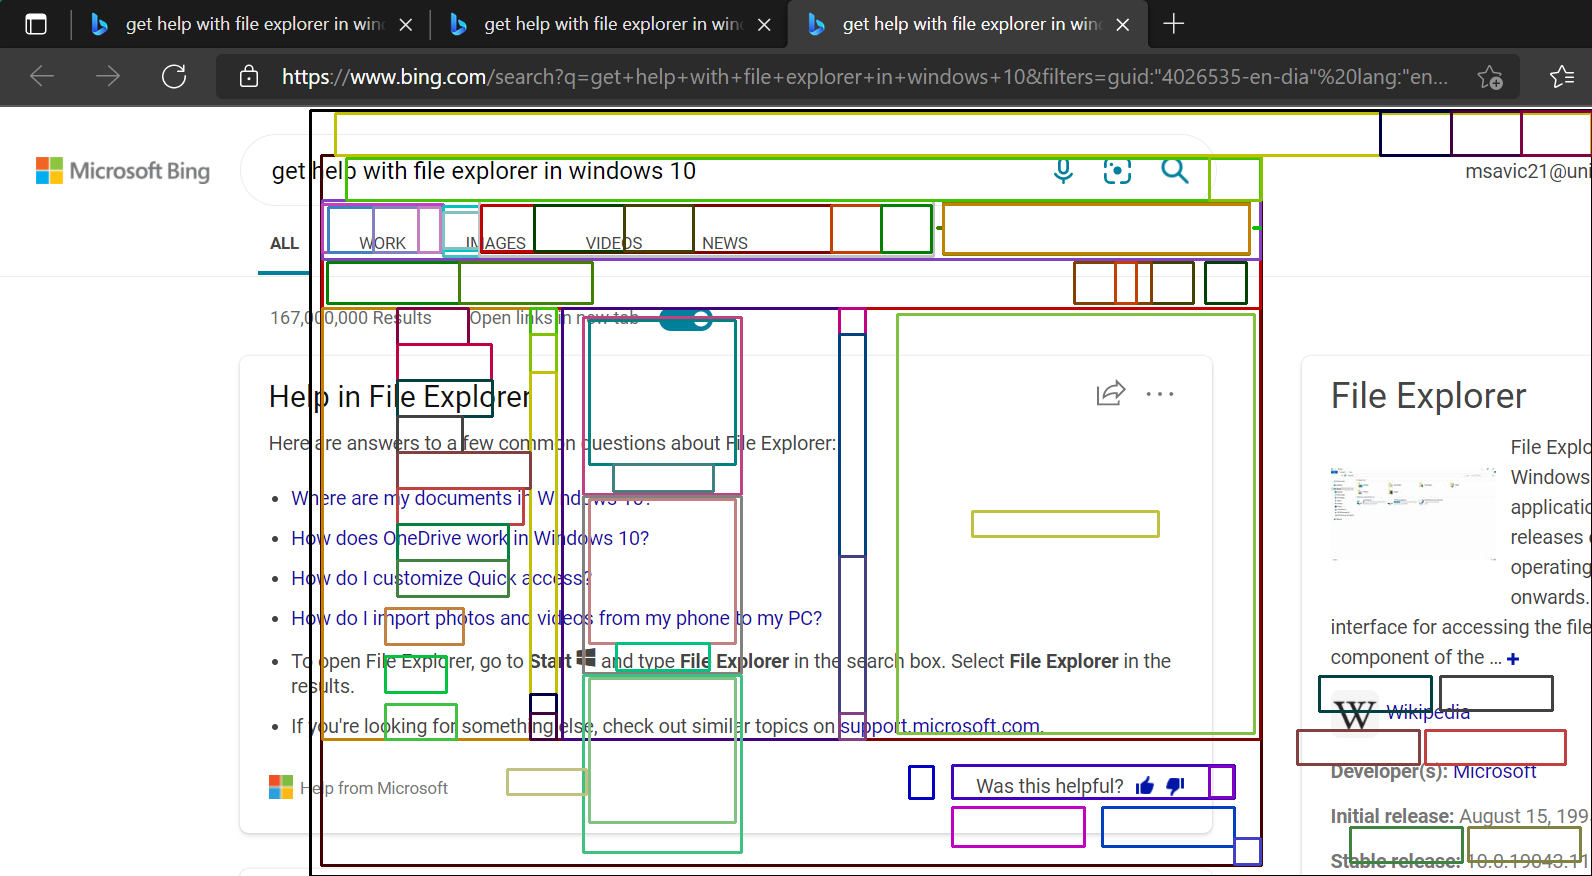 get help with file explorer in win
get help with file explorer in win
get help with file explorer in win
https://www.bing.com/search?q=get+help+with+file+explorer+in+windows+10&filters=guid:"4026535-en-dia"%20lang:"en...
Microsoft Bing
get help with file explorer in windows 10
msavic21@uni
ALL WORK IMAGES VIDEOS NEWS
167,000,000 Results Open links in new tab
Help in File Explorer
Here are answers to a few common questions about File Explorer:
• Where are my documents in Windows 10?
• How does OneDrive work in Windows 10?
• How do I customize Quick access?
• How do I import photos and videos from my phone to my PC?
• To open File Explorer, go to Start and type File Explorer in the search box. Select File Explorer in the
results.
• If you're looking for something else, check out similar topics on support.microsoft.com.
Help from Microsoft
Was this helpful?
File Explorer
File Explo
Windows
applicatio
releases
operating
onwards.
interface for accessing the file
component of the ... +
W Wikipedia
Developer(s): Microsoft
Initial release: August 15, 199
Stable release: 10.0.19043.11